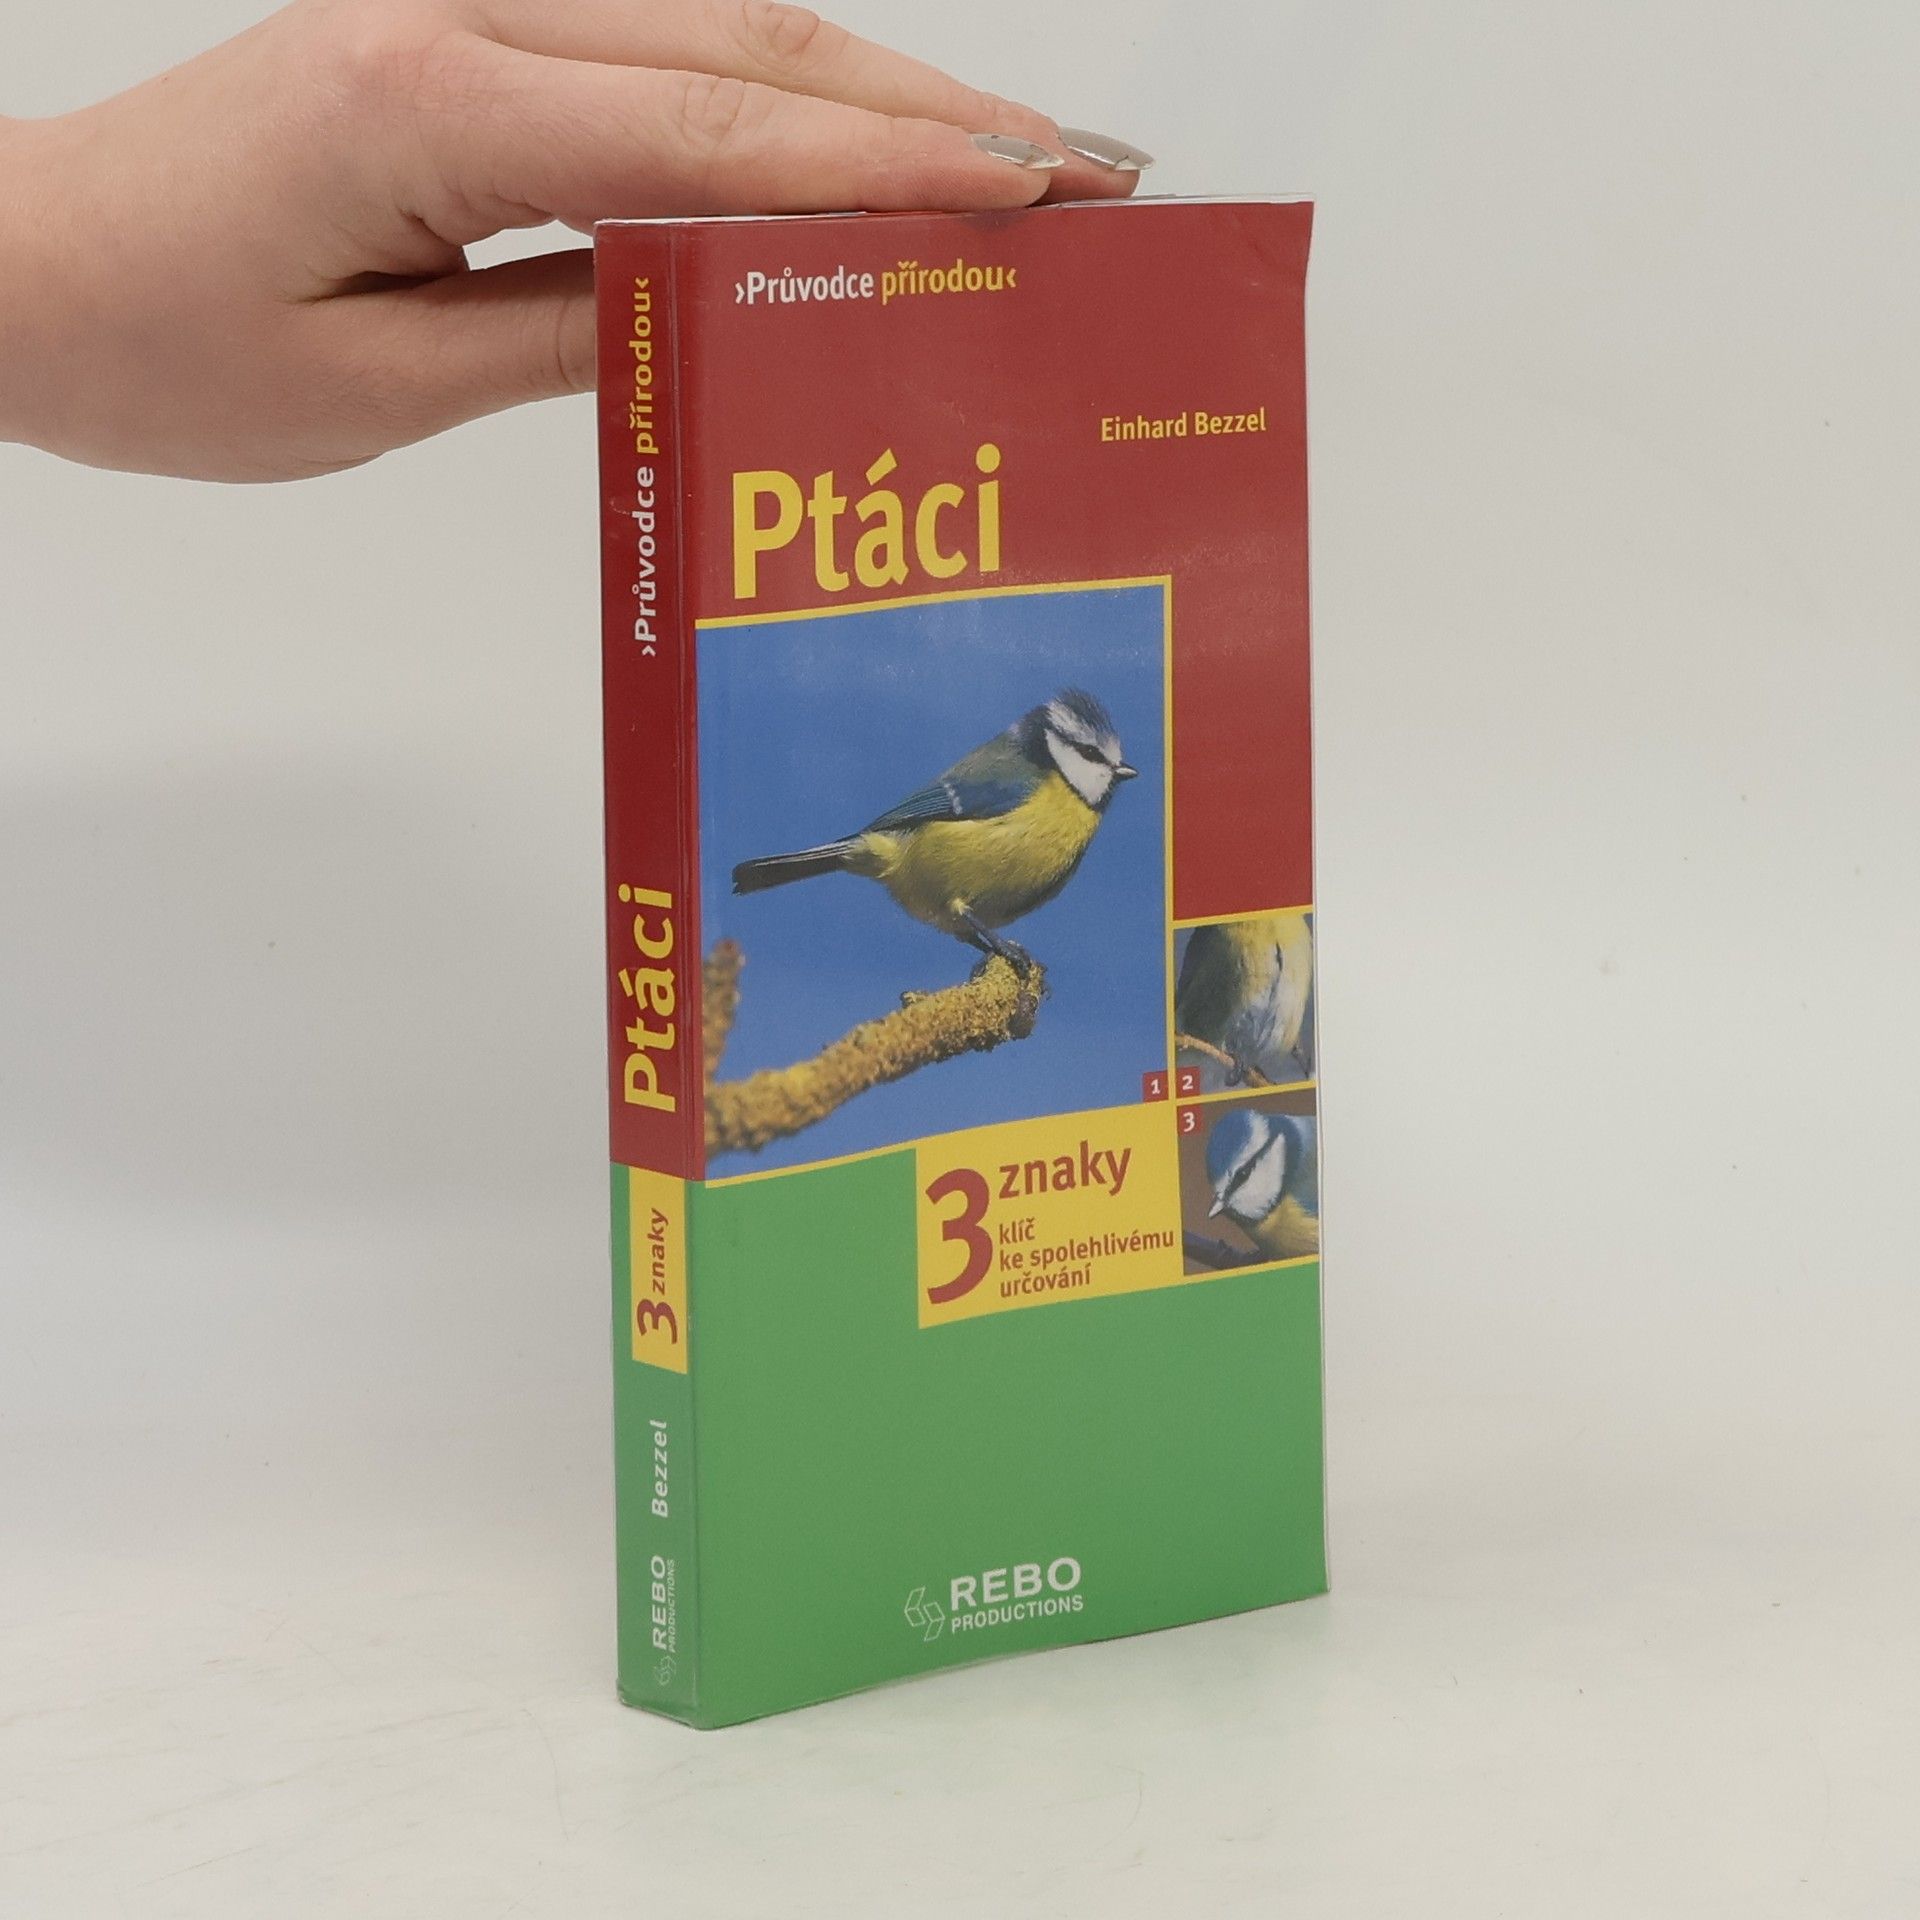 ›Průvodce přírodou‹
Einhard Bezzel
Ptáci
1
2
3
3 znaky
klíč
ke spolehlivému
určování
REBO
PRODUCTIONS
›Průvodce přírodou‹
Ptáci
3 znaky
Bezzel
REBO
PRODUCTIONS